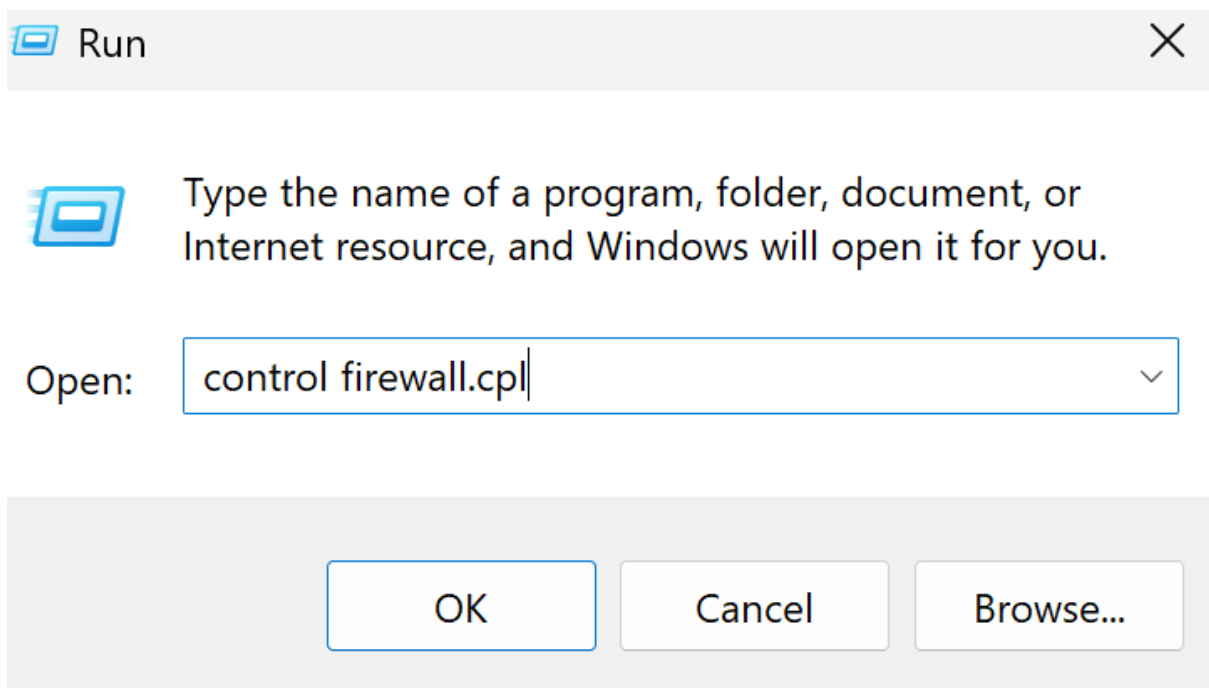 Run
Type the name of a program, folder, document, or
Internet resource, and Windows will open it for you.
Open: control firewall.cpl
OK Cancel Browse...